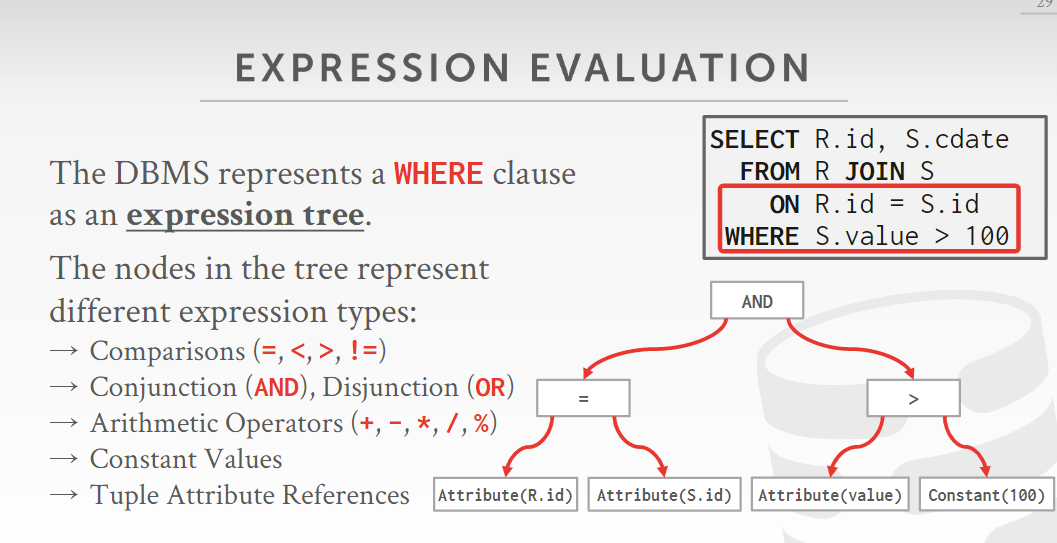 29
EXPRESSION EVALUATION
The DBMS represents a WHERE clause
as an expression tree.
The nodes in the tree represent
different expression types:
→ Comparisons (=, <, >, !=)
→ Conjunction (AND), Disjunction (OR)
→ Arithmetic Operators (+, -, *, /, %)
→ Constant Values
→ Tuple Attribute References
SELECT R.id, S.cdate
FROM R JOIN S
ON R.id = S.id
WHERE S.value > 100
AND
=
>
Attribute(R.id)
Attribute(S.id)
Attribute(value)
Constant(100)